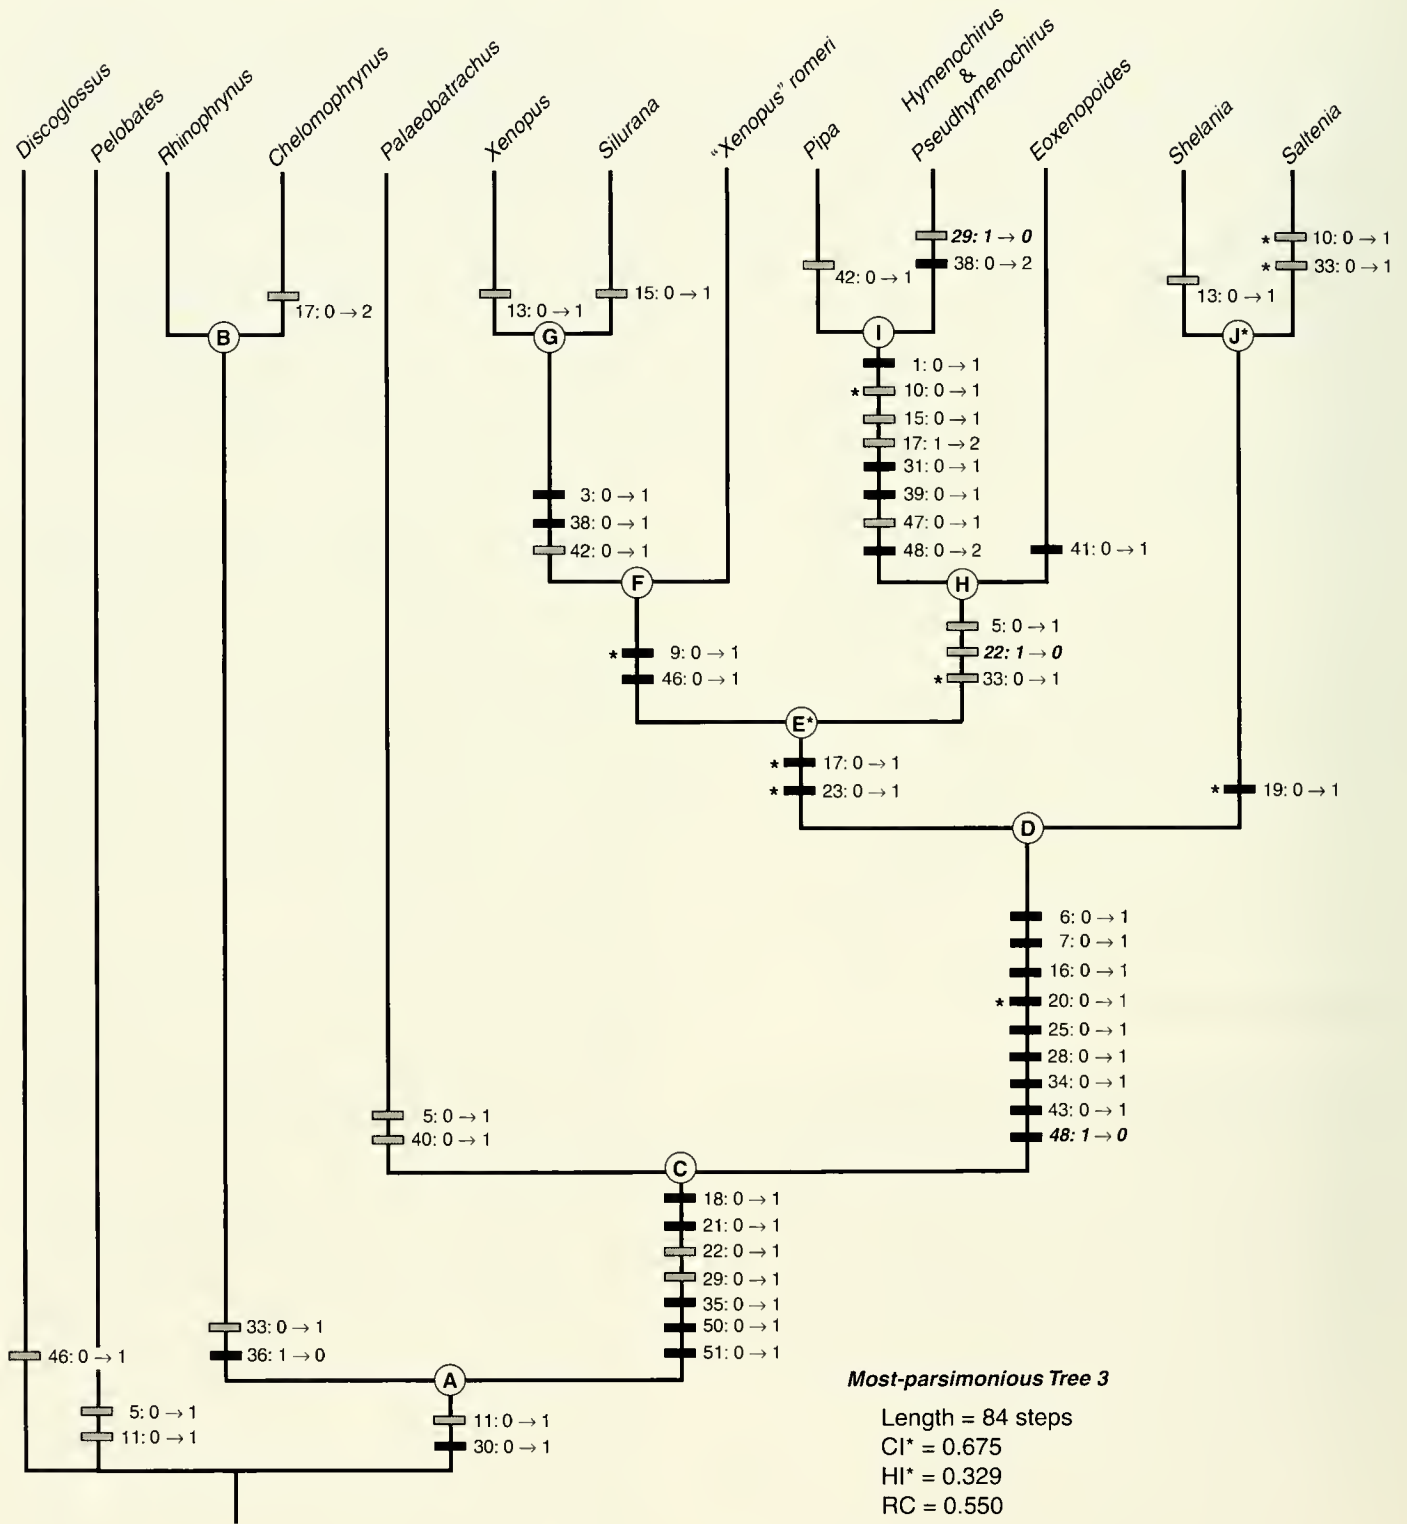 Discoglossus
Pelobates
Rhinophrynus
Chelomophrynus
Palaeobatrachus
Xenopus
Silurana
"Xenopus" romeri
Pipa
Hymenochirus
&
Pseudhymenochirus
Eoxenopoides
Shelania
Saltenia
29: 1 → 0
38: 0 → 2
42: 0 → 1
* 10: 0 → 1
* 33: 0 → 1
13: 0 → 1
17: 0 → 2
13: 0 → 1
15: 0 → 1
B
G
I
J*
1: 0 → 1
* 10: 0 → 1
15: 0 → 1
17: 1 → 2
31: 0 → 1
39: 0 → 1
47: 0 → 1
48: 0 → 2
3: 0 → 1
38: 0 → 1
42: 0 → 1
41: 0 → 1
F
H
* 9: 0 → 1
46: 0 → 1
5: 0 → 1
22: 1 → 0
* 33: 0 → 1
E*
* 17: 0 → 1
* 23: 0 → 1
* 19: 0 → 1
D
6: 0 → 1
7: 0 → 1
16: 0 → 1
* 20: 0 → 1
25: 0 → 1
28: 0 → 1
34: 0 → 1
43: 0 → 1
48: 1 → 0
5: 0 → 1
40: 0 → 1
C
18: 0 → 1
21: 0 → 1
22: 0 → 1
29: 0 → 1
35: 0 → 1
50: 0 → 1
51: 0 → 1
33: 0 → 1
36: 1 → 0
46: 0 → 1
A
5: 0 → 1
11: 0 → 1
11: 0 → 1
30: 0 → 1
Most-parsimonious Tree 3
Length = 84 steps
CI* = 0.675
HI* = 0.329
RC = 0.550